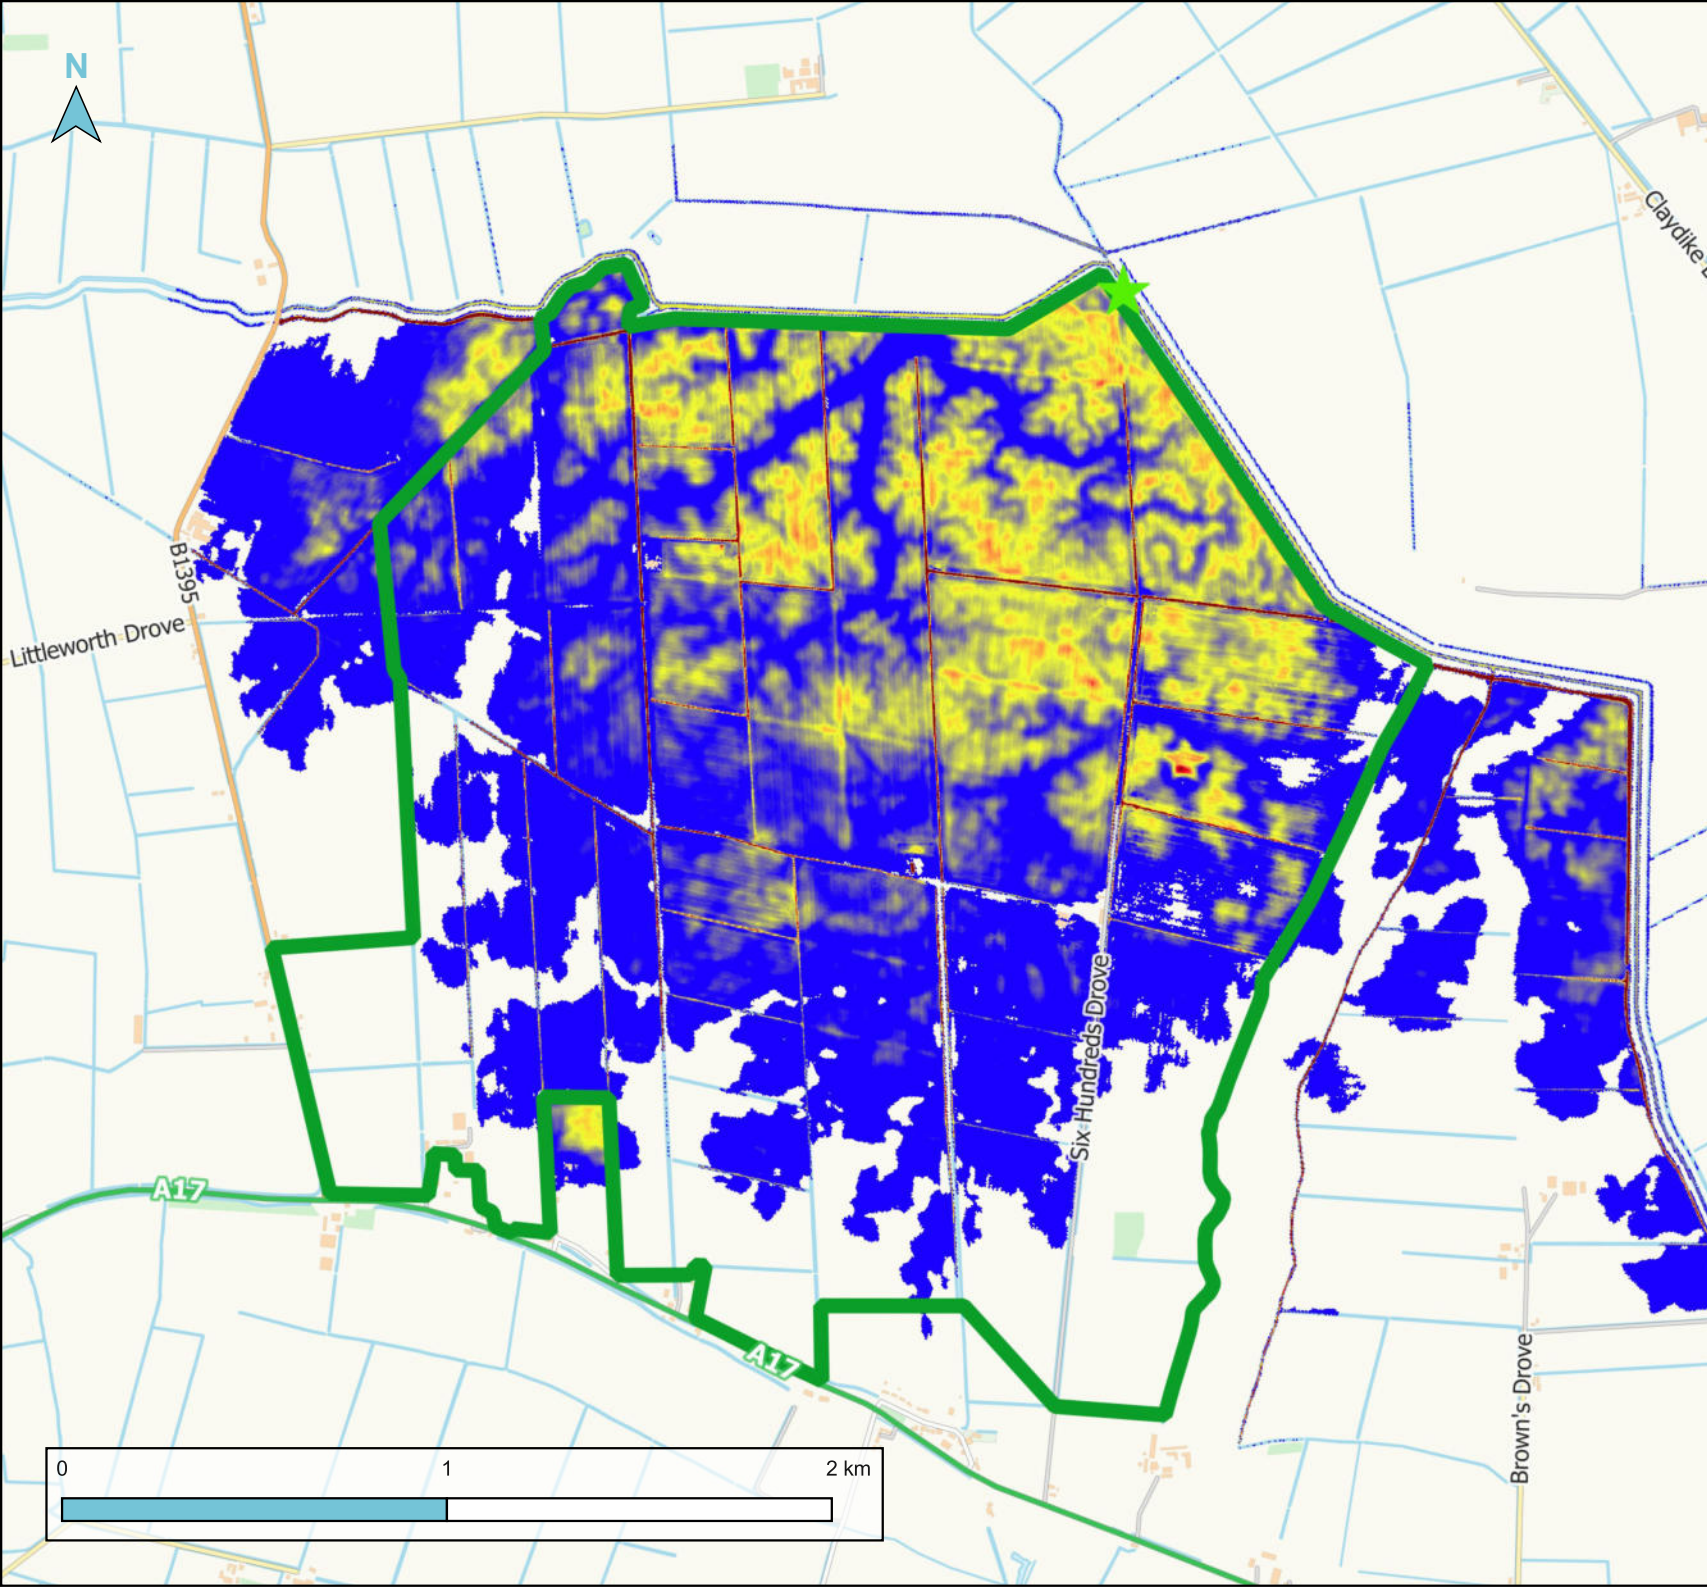 N
Claydike
B1395
Littleworth Drove
Six Hundreds Drove
A17
A17
Brown's Drove
0 1 2 km